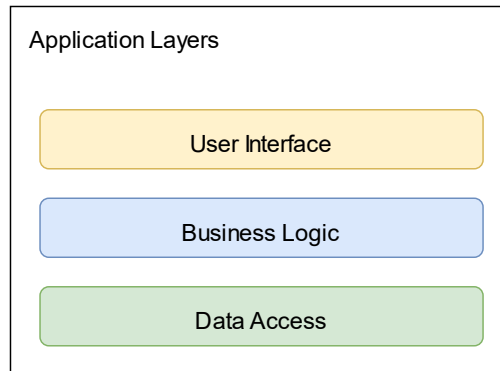 Application Layers
User Interface
Business Logic
Data Access